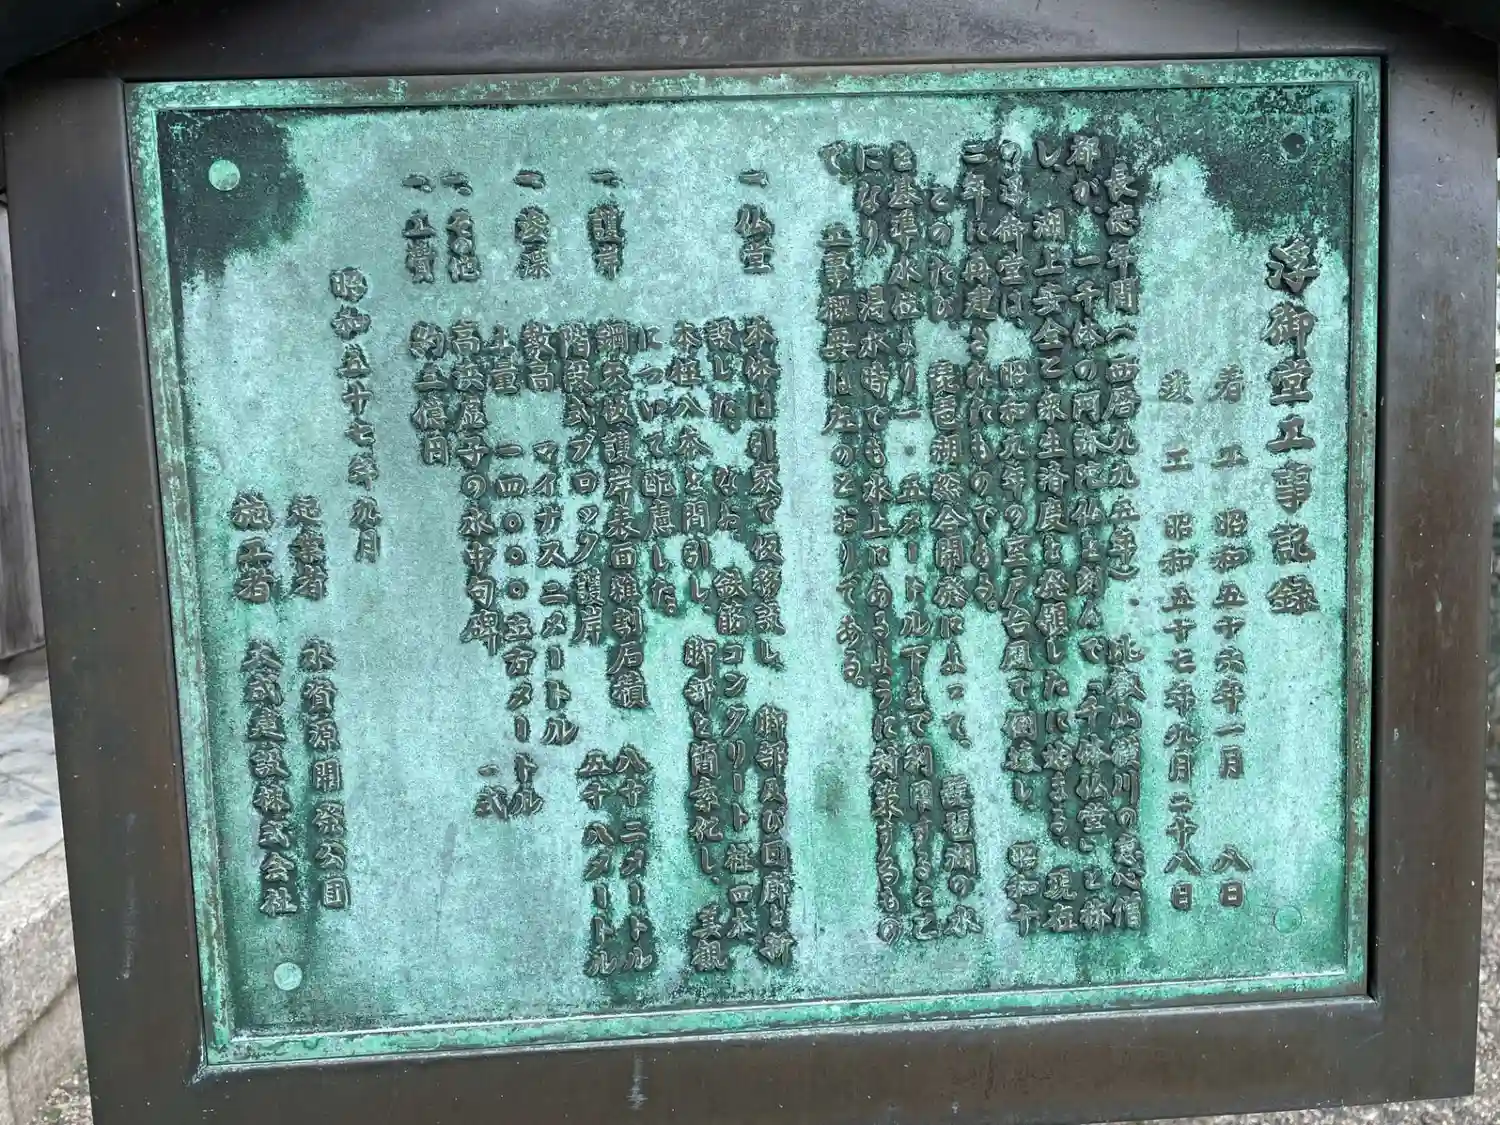 浮御堂工事記録
着工　昭和五十六年一月　八日
竣工　昭和五十七年九月二十八日
長徳年間（西暦九九五年）比叡山横川の恵心僧
都が、一千体の阿弥陀仏を刻んで「千体仏堂」と称
し、湖上安全と衆生済度を発願したに始まる。現在
の浮御堂は、昭和九年の室戸台風で倒壊し、昭和十
二年に再建されたものである。
このたび、琵琶湖総合開発によって、琵琶湖の水
を基準水位より一・五メートル下まで利用すること
になり、渇水時でも水上にあるように対策するもの
で、工事概要は左のとおりである。
一、仏堂　本体は引家で仮移設し、脚部及び回廊を新
設した。なお、鉄筋コンクリート柱四本、
木柱八本を間引し、脚部を簡素化し、美観
について配慮した。
一、護岸　鋼矢板護岸表面雑割石積　八十二メートル
階段式ブロック護岸　五十八メートル
一、浚渫　敷高　マイナス三メートル
土量　一四〇〇〇立方メートル
一、その他　高浜虚子の水中句碑　一式
一、工費　約五億円
昭和五十七年九月
起業者　水資源開発公団
施工者　大武建設株式会社